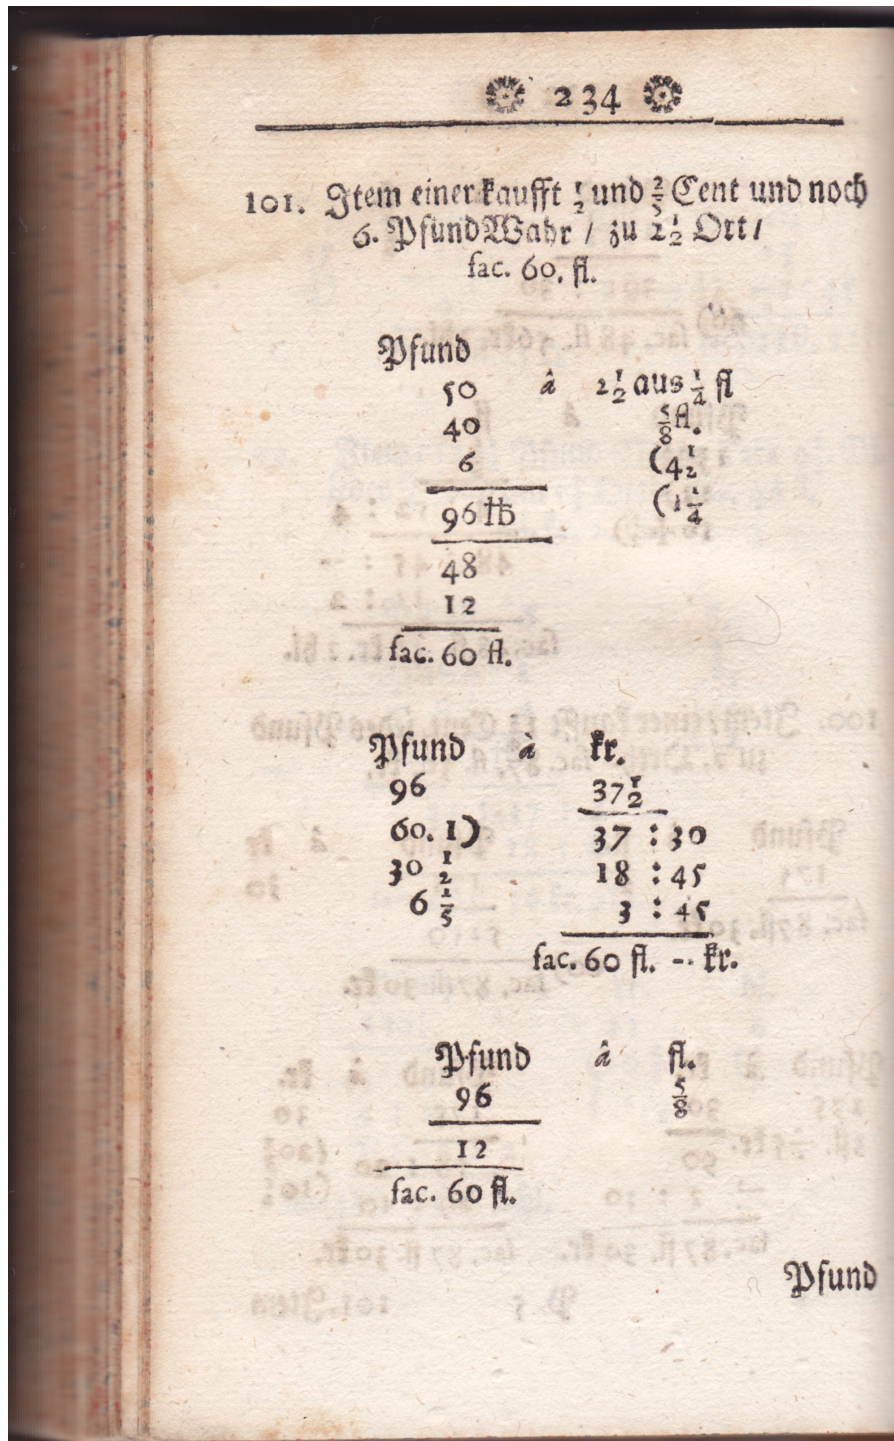 234
101. Item einer kaufft ½ und ⅖ Cent und noch
6. Pfund Wahr / zu 2½ Ort /
fac. 60. fl.
Pfund
50 â 2½ aus ¼ fl
40 ⅝ fl.
6 (4½
96 ℔ (1¼
48
12
fac. 60 fl.
Pfund à kr.
96 37½
60. 1) 37 : 30
30 ½ 18 : 45
6 ⅕ 3 : 45
fac. 60 fl. -- kr.
Pfund â fl.
96 ⅝
12
fac. 60 fl.
Pfund